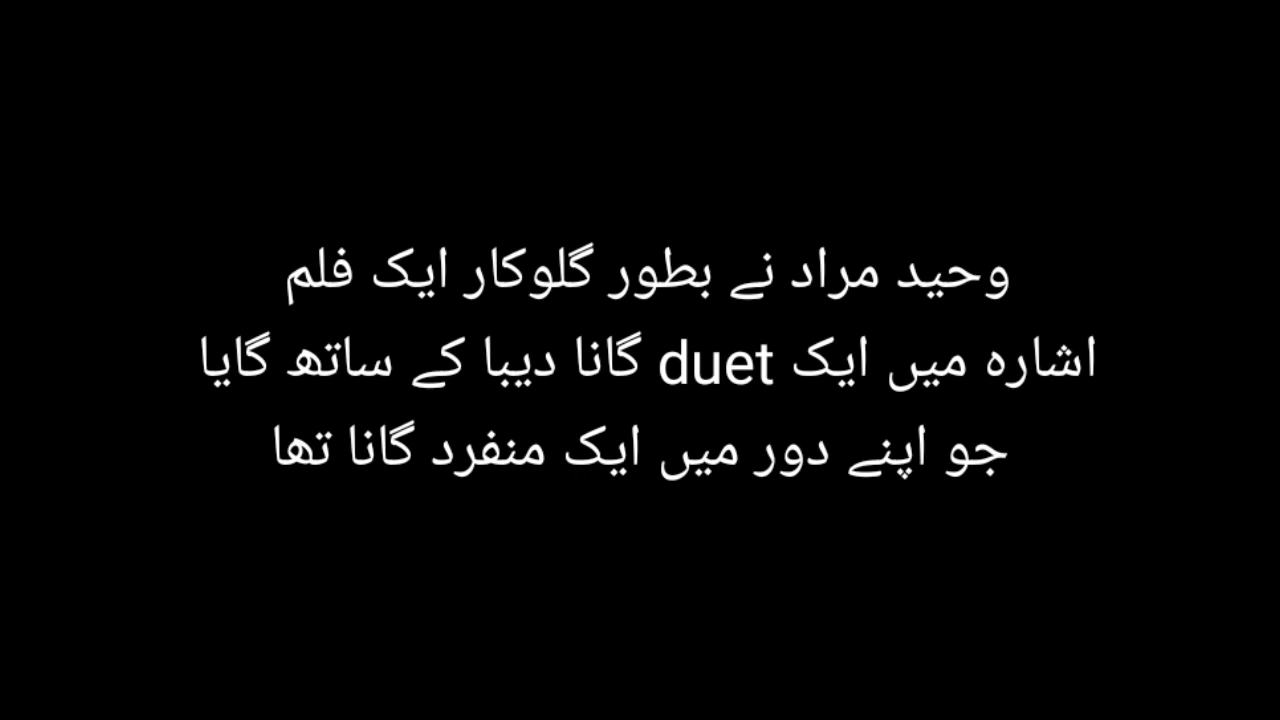 وحید مراد نے بطور گلوکار ایک فلم
اشارہ میں ایک duet گانا دیبا کے ساتھ گایا
جو اپنے دور میں ایک منفرد گانا تھا